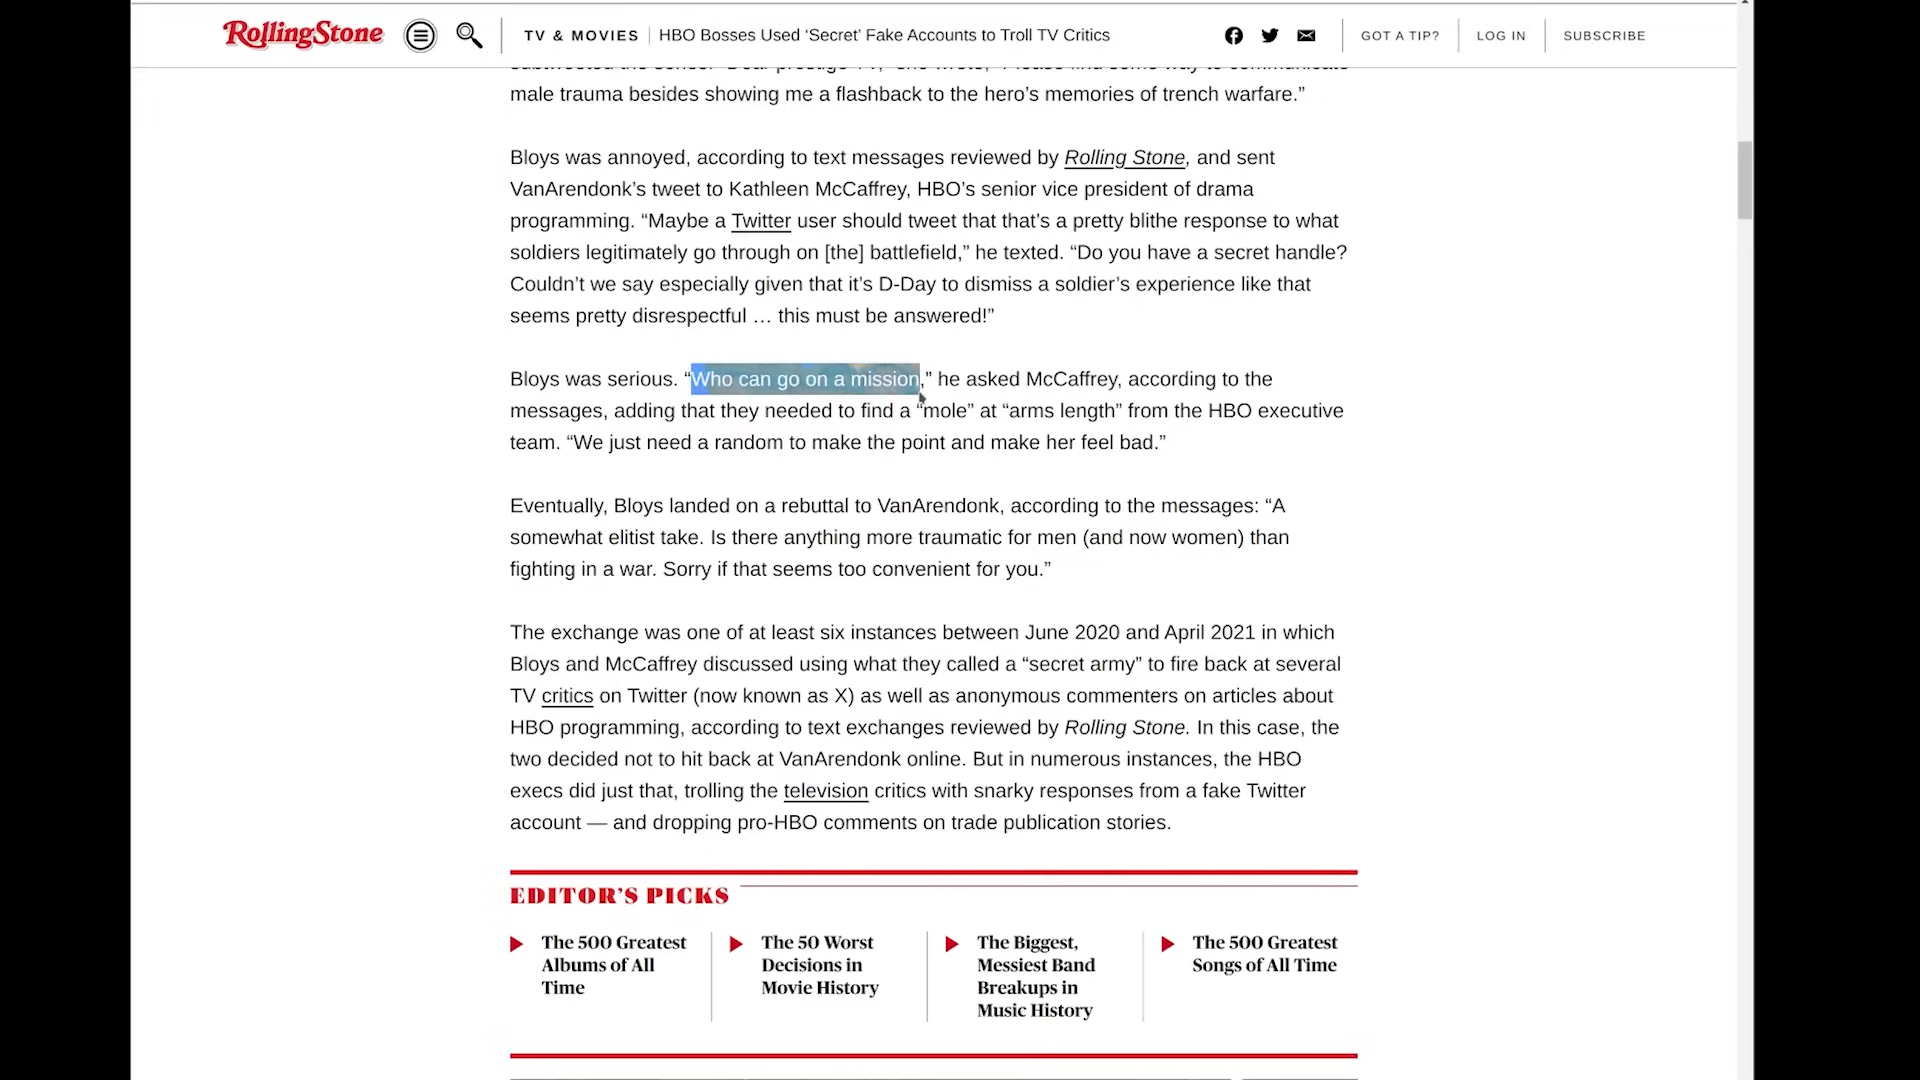 RollingStone
TV & MOVIES
HBO Bosses Used ‘Secret’ Fake Accounts to Troll TV Critics
GOT A TIP?
LOG IN
SUBSCRIBE
male trauma besides showing me a flashback to the hero’s memories of trench warfare.”
Bloys was annoyed, according to text messages reviewed by Rolling Stone, and sent
VanArendonk’s tweet to Kathleen McCaffrey, HBO’s senior vice president of drama
programming. “Maybe a Twitter user should tweet that that’s a pretty blithe response to what
soldiers legitimately go through on [the] battlefield,” he texted. “Do you have a secret handle?
Couldn’t we say especially given that it’s D-Day to dismiss a soldier’s experience like that
seems pretty disrespectful … this must be answered!”
Bloys was serious. “Who can go on a mission,” he asked McCaffrey, according to the
messages, adding that they needed to find a “mole” at “arms length” from the HBO executive
team. “We just need a random to make the point and make her feel bad.”
Eventually, Bloys landed on a rebuttal to VanArendonk, according to the messages: “A
somewhat elitist take. Is there anything more traumatic for men (and now women) than
fighting in a war. Sorry if that seems too convenient for you.”
The exchange was one of at least six instances between June 2020 and April 2021 in which
Bloys and McCaffrey discussed using what they called a “secret army” to fire back at several
TV critics on Twitter (now known as X) as well as anonymous commenters on articles about
HBO programming, according to text exchanges reviewed by Rolling Stone. In this case, the
two decided not to hit back at VanArendonk online. But in numerous instances, the HBO
execs did just that, trolling the television critics with snarky responses from a fake Twitter
account — and dropping pro-HBO comments on trade publication stories.
EDITOR’S PICKS
The 500 Greatest
Albums of All
Time
The 50 Worst
Decisions in
Movie History
The Biggest,
Messiest Band
Breakups in
Music History
The 500 Greatest
Songs of All Time